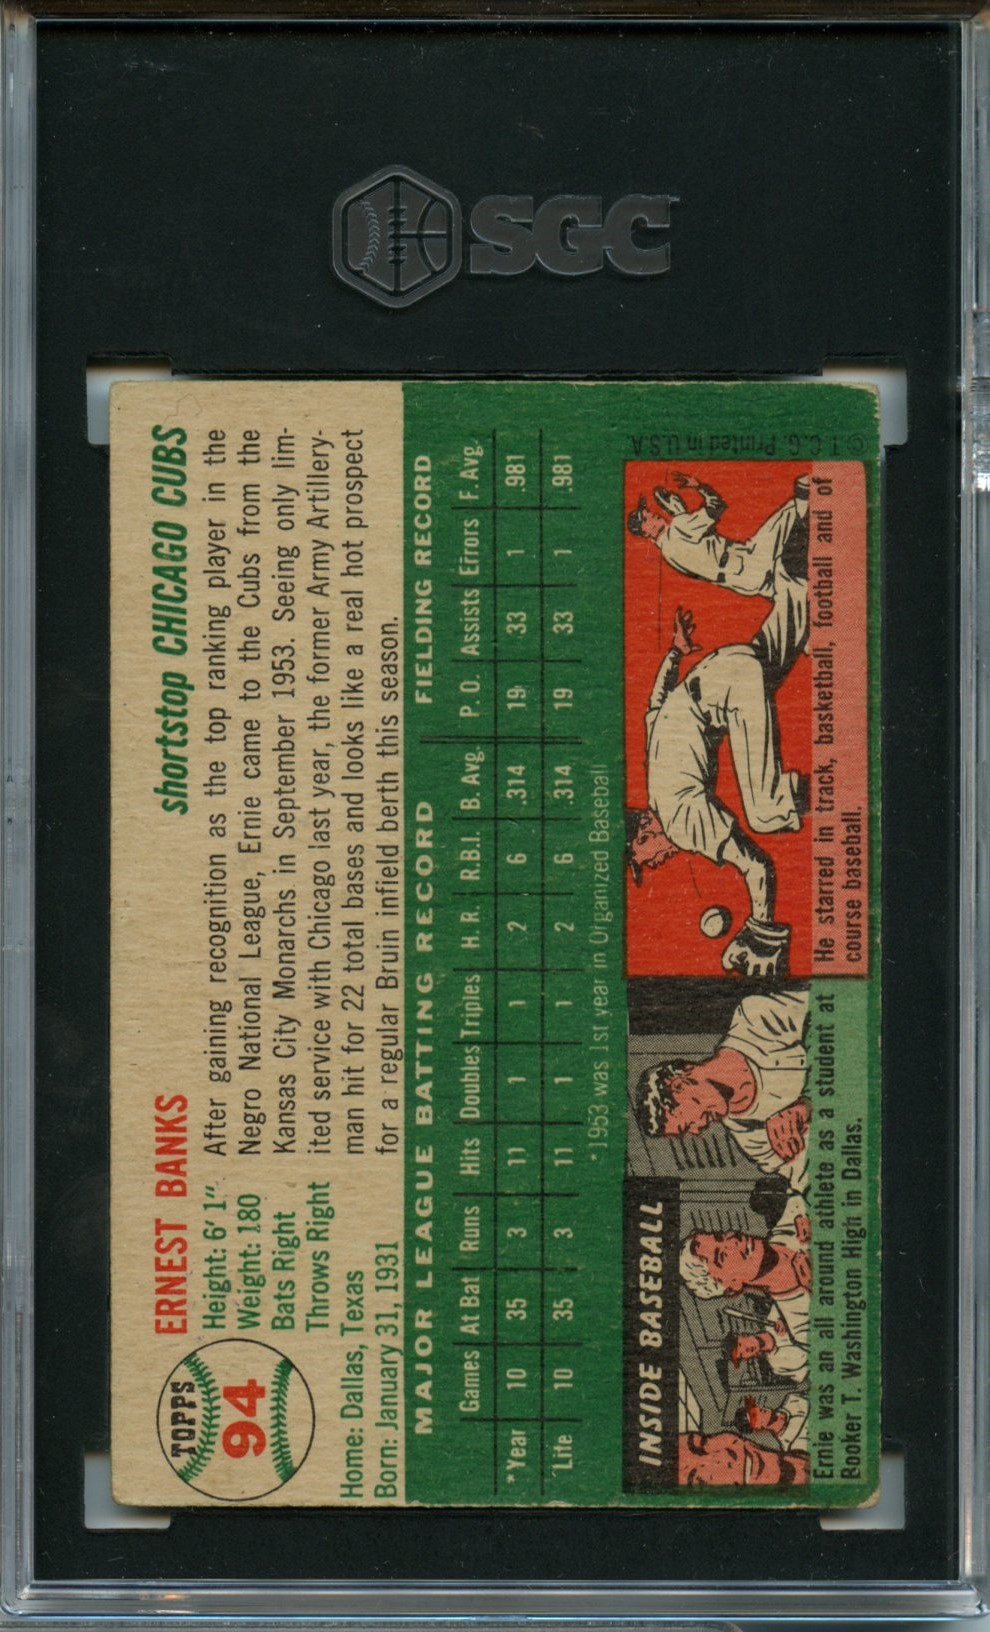 SGC
TOPPS
94
ERNEST BANKS
shortstop CHICAGO CUBS
Height: 6' 1"
Weight: 180
Bats Right
Throws Right
Home: Dallas, Texas
Born: January 31, 1931
After gaining recognition as the top ranking player in the
Negro National League, Ernie came to the Cubs from the
Kansas City Monarchs in September 1953. Seeing only lim-
ited service with Chicago last year, the former Army Artillery-
man hit for 22 total bases and looks like a real hot prospect
for a regular Bruin infield berth this season.
MAJOR LEAGUE BATTING RECORD FIELDING RECORD
Games At Bat Runs Hits Doubles Triples H. R. R.B.I. B. Avg. P. O. Assists Errors F. Avg.
*Year 10 35 3 11 1 1 2 6 .314 19 33 1 .981
Life 10 35 3 11 1 1 2 6 .314 19 33 1 .981
*1953 was 1st year in Organized Baseball
INSIDE BASEBALL
Ernie was an all around athlete as a student at
Booker T. Washington High in Dallas.
He starred in track, basketball, football and of
course baseball.
© T. C. G. Printed in U.S.A.